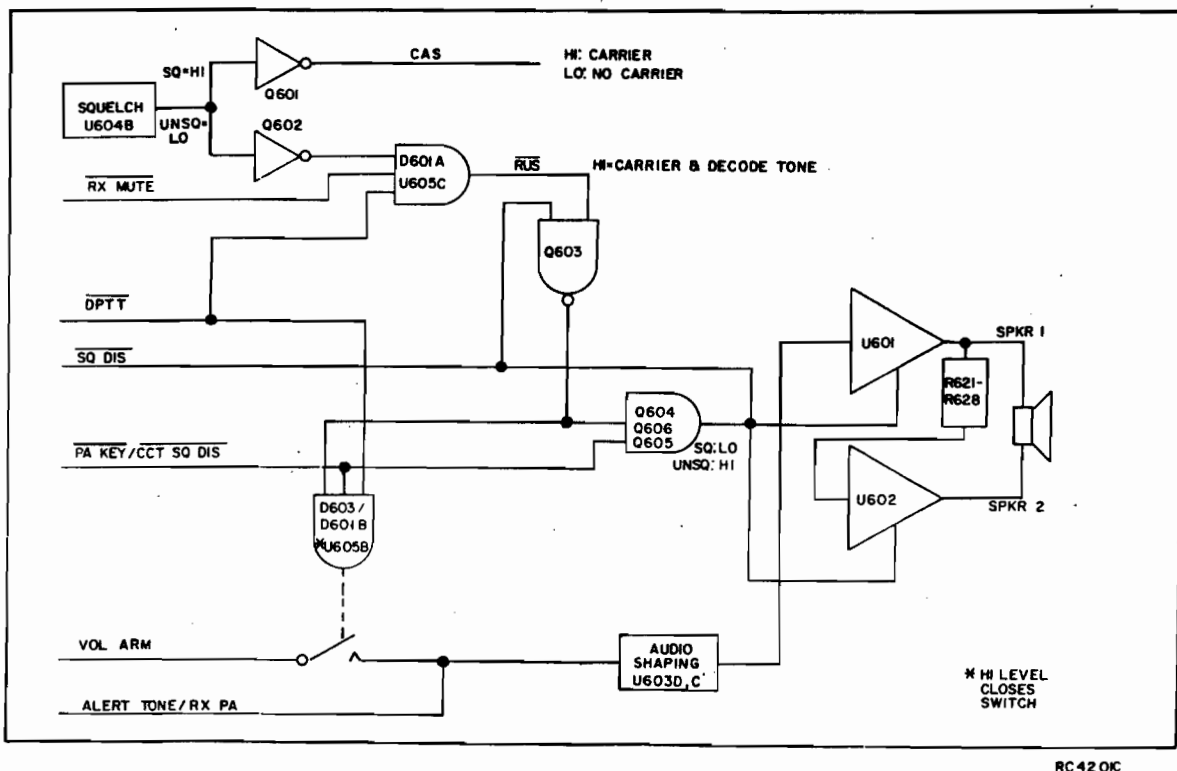 CAS
HI: CARRIER
LO: NO CARRIER
SQ=HI
Q601
SQUELCH
U604B
UNSQ=
LO
Q602
RX MUTE
D601A
U605C
RUS
HI=CARRIER & DECODE TONE
Q603
DPTT
SQ DIS
U601
SPKR 1
R621-
R628
Q604
Q606
Q605
SQ: LO
UNSQ: HI
PA KEY/CCT SQ DIS
U602
SPKR 2
D603/
D601B
*U605B
VOL ARM
AUDIO
SHAPING
U603D, C
* HI LEVEL
CLOSES
SWITCH
ALERT TONE/RX PA
RC4201C